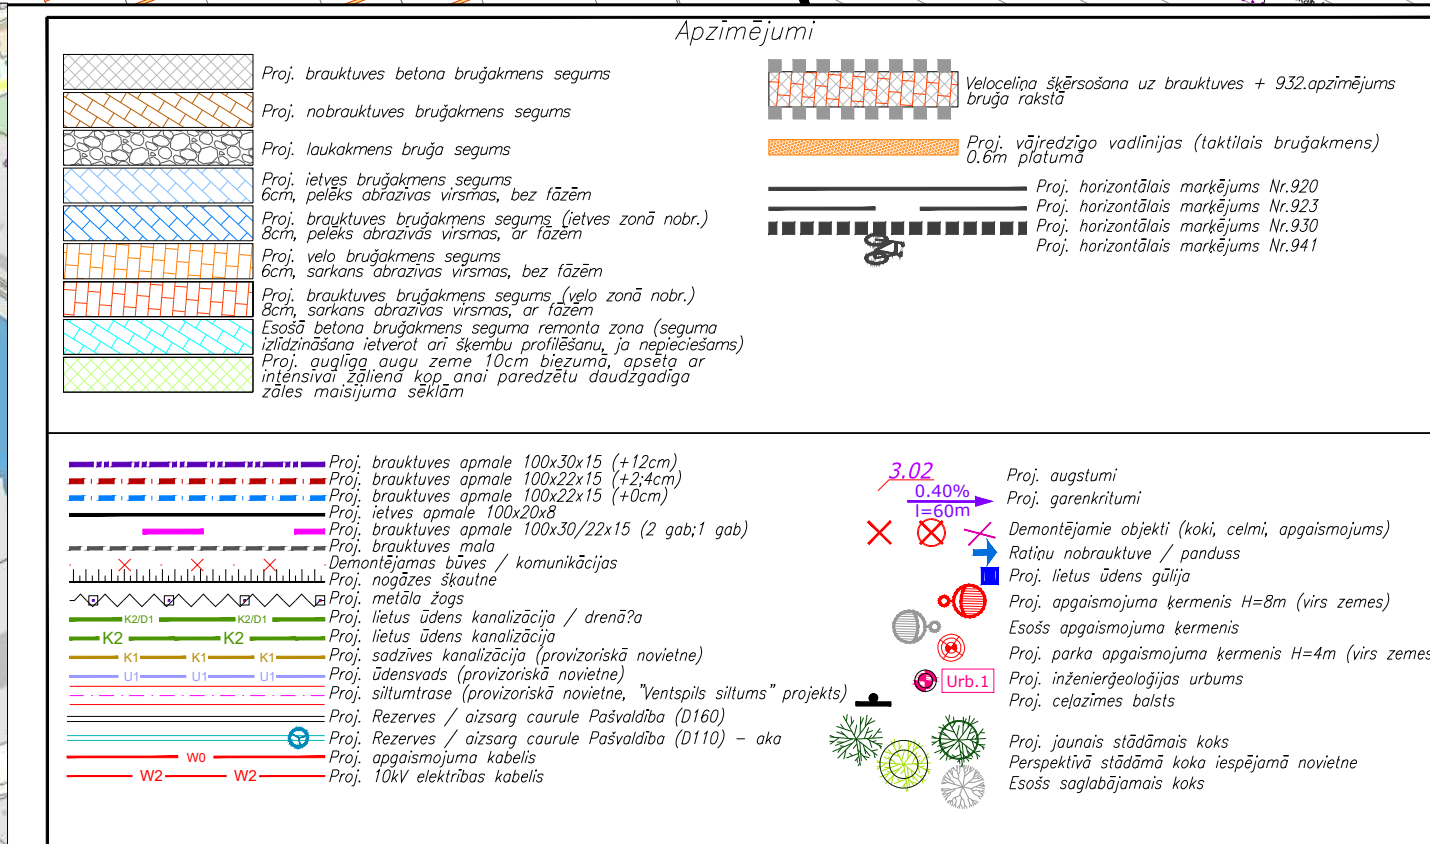 Apzīmējumi
Proj. brauktuves betona bruģakmens segums
Proj. nobrauktuves bruģakmens segums
Proj. laukakmens bruģa segums
Proj. ietves bruģakmens segums
6cm, pelēks abrazīvas virsmas, bez fāzēm
Proj. brauktuves bruģakmens segums (ietves zonā nobr.)
8cm, pelēks abrazīvas virsmas, ar fāzēm
Proj. velo bruģakmens segums
6cm, sarkans abrazīvas virsmas, bez fāzēm
Proj. brauktuves bruģakmens segums (velo zonā nobr.)
8cm, sarkans abrazīvas virsmas, ar fāzēm
Esošā betona bruģakmens seguma remonta zona (seguma
izlīdzināšana ietverot arī šķembu profilēšanu, ja nepieciešams)
Proj. auglīga augu zeme 10cm biezumā, apsēta ar
intensīvai zāliena kop anai paredzētu daudzgadīga
zāles maisījuma sēklām
Veloceliņa šķērsošana uz brauktuves + 932.apzīmējums
bruģa rakstā
Proj. vājredzīgo vadlīnijas (taktilais bruģakmens)
0.6m platumā
Proj. horizontālais marķējums Nr.920
Proj. horizontālais marķējums Nr.923
Proj. horizontālais marķējums Nr.930
Proj. horizontālais marķējums Nr.941
Proj. brauktuves apmale 100x30x15 (+12cm)
Proj. brauktuves apmale 100x22x15 (+2;4cm)
Proj. brauktuves apmale 100x22x15 (+0cm)
Proj. ietves apmale 100x20x8
Proj. brauktuves apmale 100x30/22x15 (2 gab;1 gab)
Proj. brauktuves mala
Demontējamas būves / komunikācijas
Proj. nogāzes šķautne
Proj. metāla žogs
K2/D1 K2/D1 Proj. lietus ūdens kanalizācija / drenā?a
K2 K2 Proj. lietus ūdens kanalizācija
K1 K1 K1 Proj. sadzīves kanalizācija (provizoriskā novietne)
U1 U1 U1 Proj. ūdensvads (provizoriskā novietne)
Proj. siltumtrase (provizoriskā novietne, "Ventspils siltums" projekts)
Proj. Rezerves / aizsarg caurule Pašvaldība (D160)
Proj. Rezerves / aizsarg caurule Pašvaldība (D110) - aka
W0 Proj. apgaismojuma kabelis
W2 W2 Proj. 10kV elektrības kabelis
3.02 Proj. augstumi
0.40% Proj. garenkritumi
l=60m
Demontējamie objekti (koki, celmi, apgaismojums)
Ratiņu nobrauktuve / panduss
Proj. lietus ūdens gūlija
Proj. apgaismojuma ķermenis H=8m (virs zemes)
Esošs apgaismojuma ķermenis
Proj. parka apgaismojuma ķermenis H=4m (virs zemes
Urb.1 Proj. inženierģeoloģijas urbums
Proj. ceļazīmes balsts
Proj. jaunais stādāmais koks
Perspektīvā stādāmā koka iespējamā novietne
Esošs saglabājamais koks